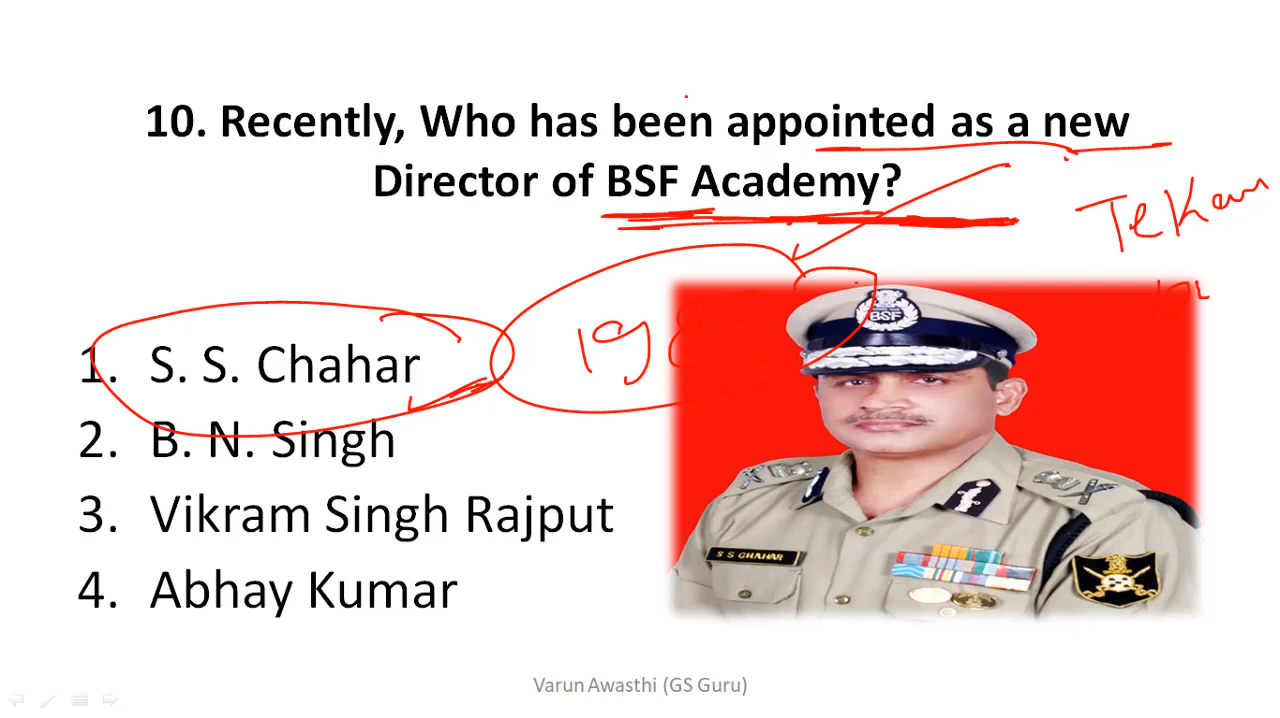 10. Recently, Who has been appointed as a new
Director of BSF Academy?
TeKan
198
BSF
1. S. S. Chahar
2. B. N. Singh
3. Vikram Singh Rajput
4. Abhay Kumar
S S CHAHAR
Varun Awasthi (GS Guru)